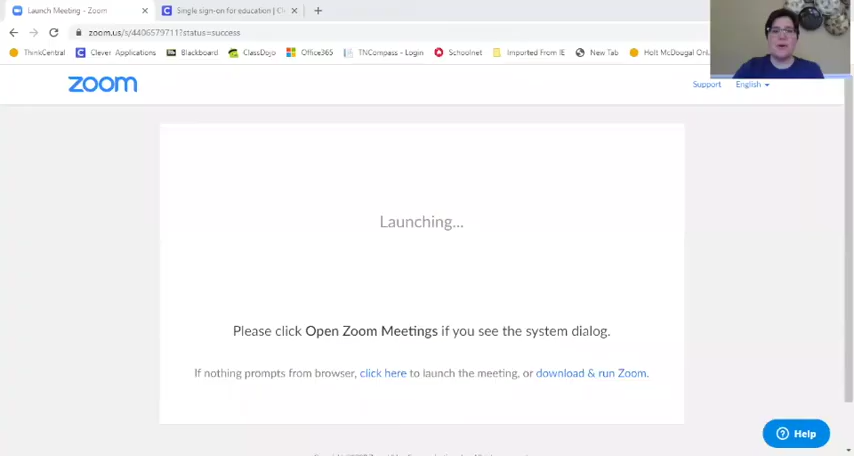 Launch Meeting - Zoom
Single sign-on for education | Cl
zoom.us/s/4406579711?status=success
ThinkCentral
Clever Applications
Blackboard
ClassDojo
Office365
TNCompass - Login
Schoolnet
Imported From IE
New Tab
Holt McDougal Onl
zoom
Support
English
Launching...
Please click Open Zoom Meetings if you see the system dialog.
If nothing prompts from browser, click here to launch the meeting, or download & run Zoom.
Help